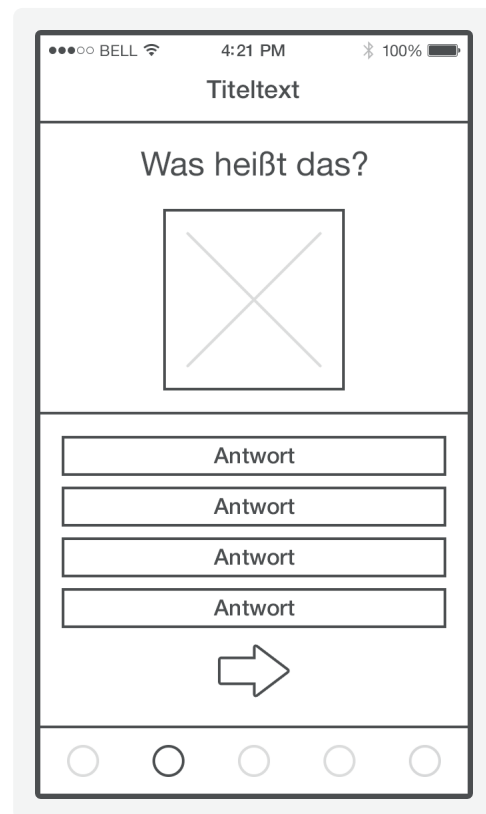 BELL 4:21 PM 100%
Titeltext
Was heißt das?
Antwort
Antwort
Antwort
Antwort